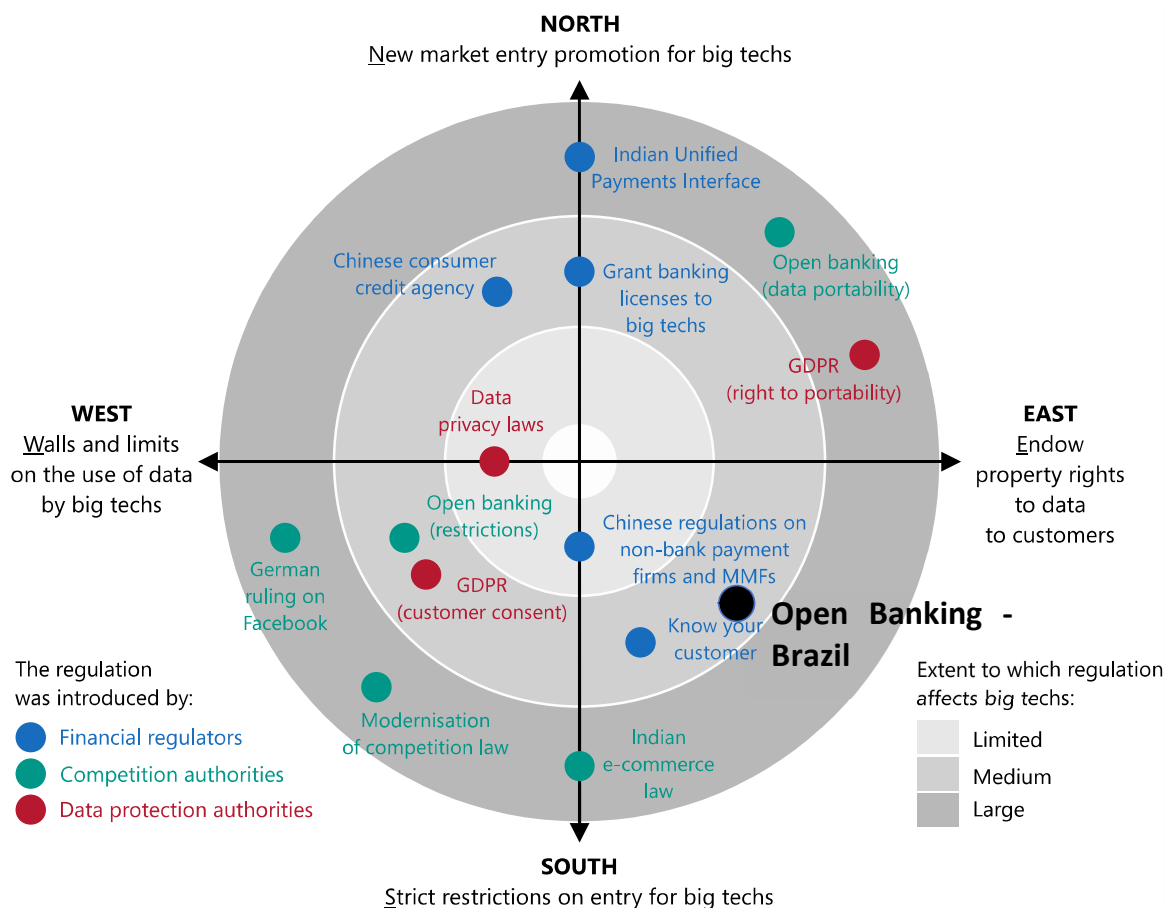 NORTH
New market entry promotion for big techs
Indian Unified
Payments Interface
Chinese consumer
credit agency
Grant banking
licenses to
big techs
Open banking
(data portability)
GDPR
(right to portability)
Data
privacy laws
WEST
Walls and limits
on the use of data
by big techs
EAST
Endow
property rights
to data
to customers
Open banking
(restrictions)
Chinese regulations on
non-bank payment
firms and MMFs
German
ruling on
Facebook
GDPR
(customer consent)
Know your
customer
Open Banking -
Brazil
Modernisation
of competition law
Indian
e-commerce
law
The regulation
was introduced by:
Financial regulators
Competition authorities
Data protection authorities
Extent to which regulation
affects big techs:
Limited
Medium
Large
SOUTH
Strict restrictions on entry for big techs